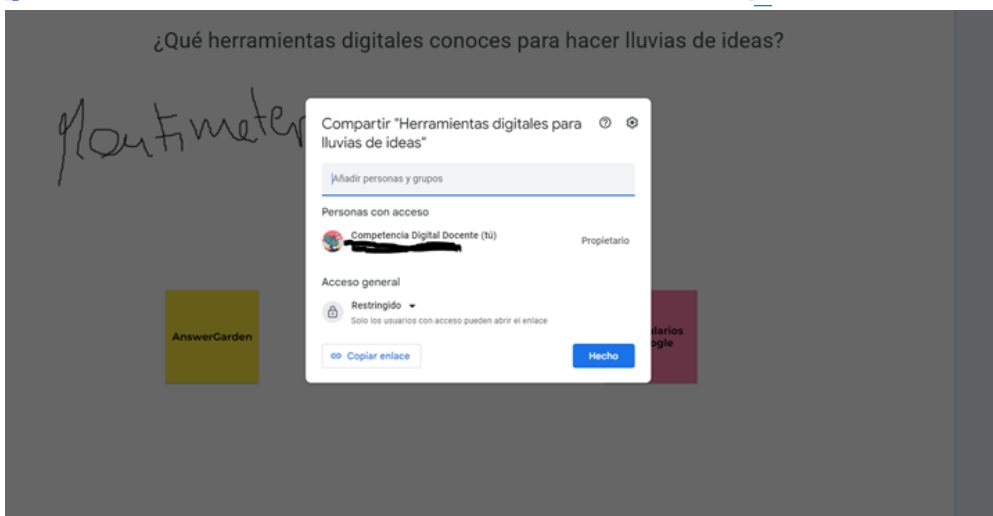 ¿Qué herramientas digitales conoces para hacer lluvias de ideas?
Mentimeter
Compartir "Herramientas digitales para
lluvias de ideas"
Añadir personas y grupos
Personas con acceso
Competencia Digital Docente (tú)
Propietario
Acceso general
Restringido
Solo los usuarios con acceso pueden abrir el enlace
Copiar enlace
Hecho
AnswerGarden
ularios
ogle